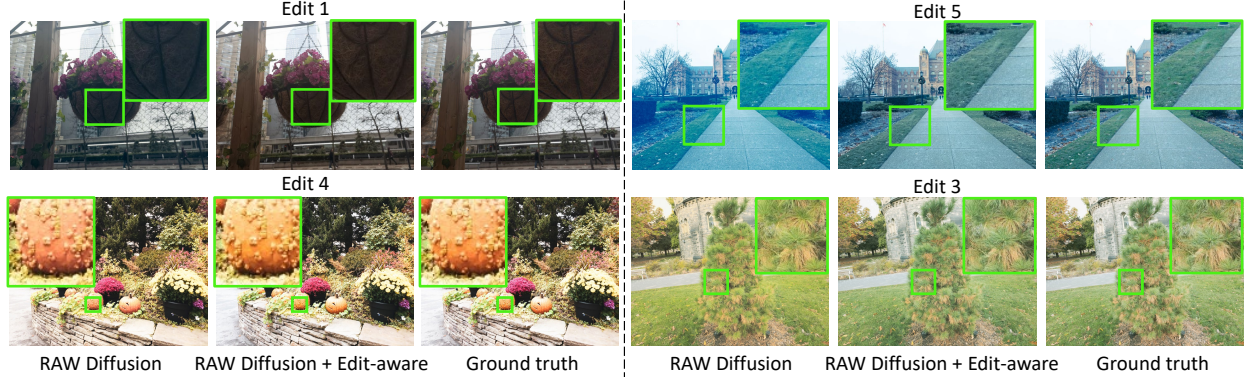 Edit 1
Edit 5
Edit 4
Edit 3
RAW Diffusion
RAW Diffusion + Edit-aware
Ground truth
RAW Diffusion
RAW Diffusion + Edit-aware
Ground truth